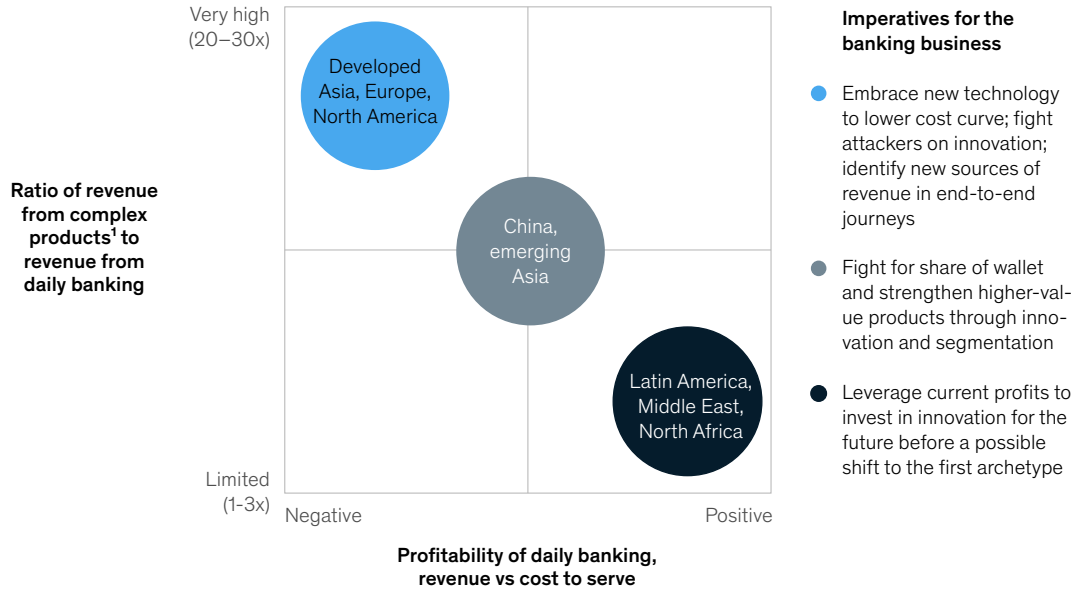 Very high
(20–30x)
Ratio of revenue
from complex
products¹ to
revenue from
daily banking
Limited
(1-3x)
Developed
Asia, Europe,
North America
China,
emerging
Asia
Latin America,
Middle East,
North Africa
Negative
Positive
Profitability of daily banking,
revenue vs cost to serve
Imperatives for the
banking business
Embrace new technology
to lower cost curve; fight
attackers on innovation;
identify new sources of
revenue in end-to-end
journeys
Fight for share of wallet
and strengthen higher-val-
ue products through inno-
vation and segmentation
Leverage current profits to
invest in innovation for the
future before a possible
shift to the first archetype